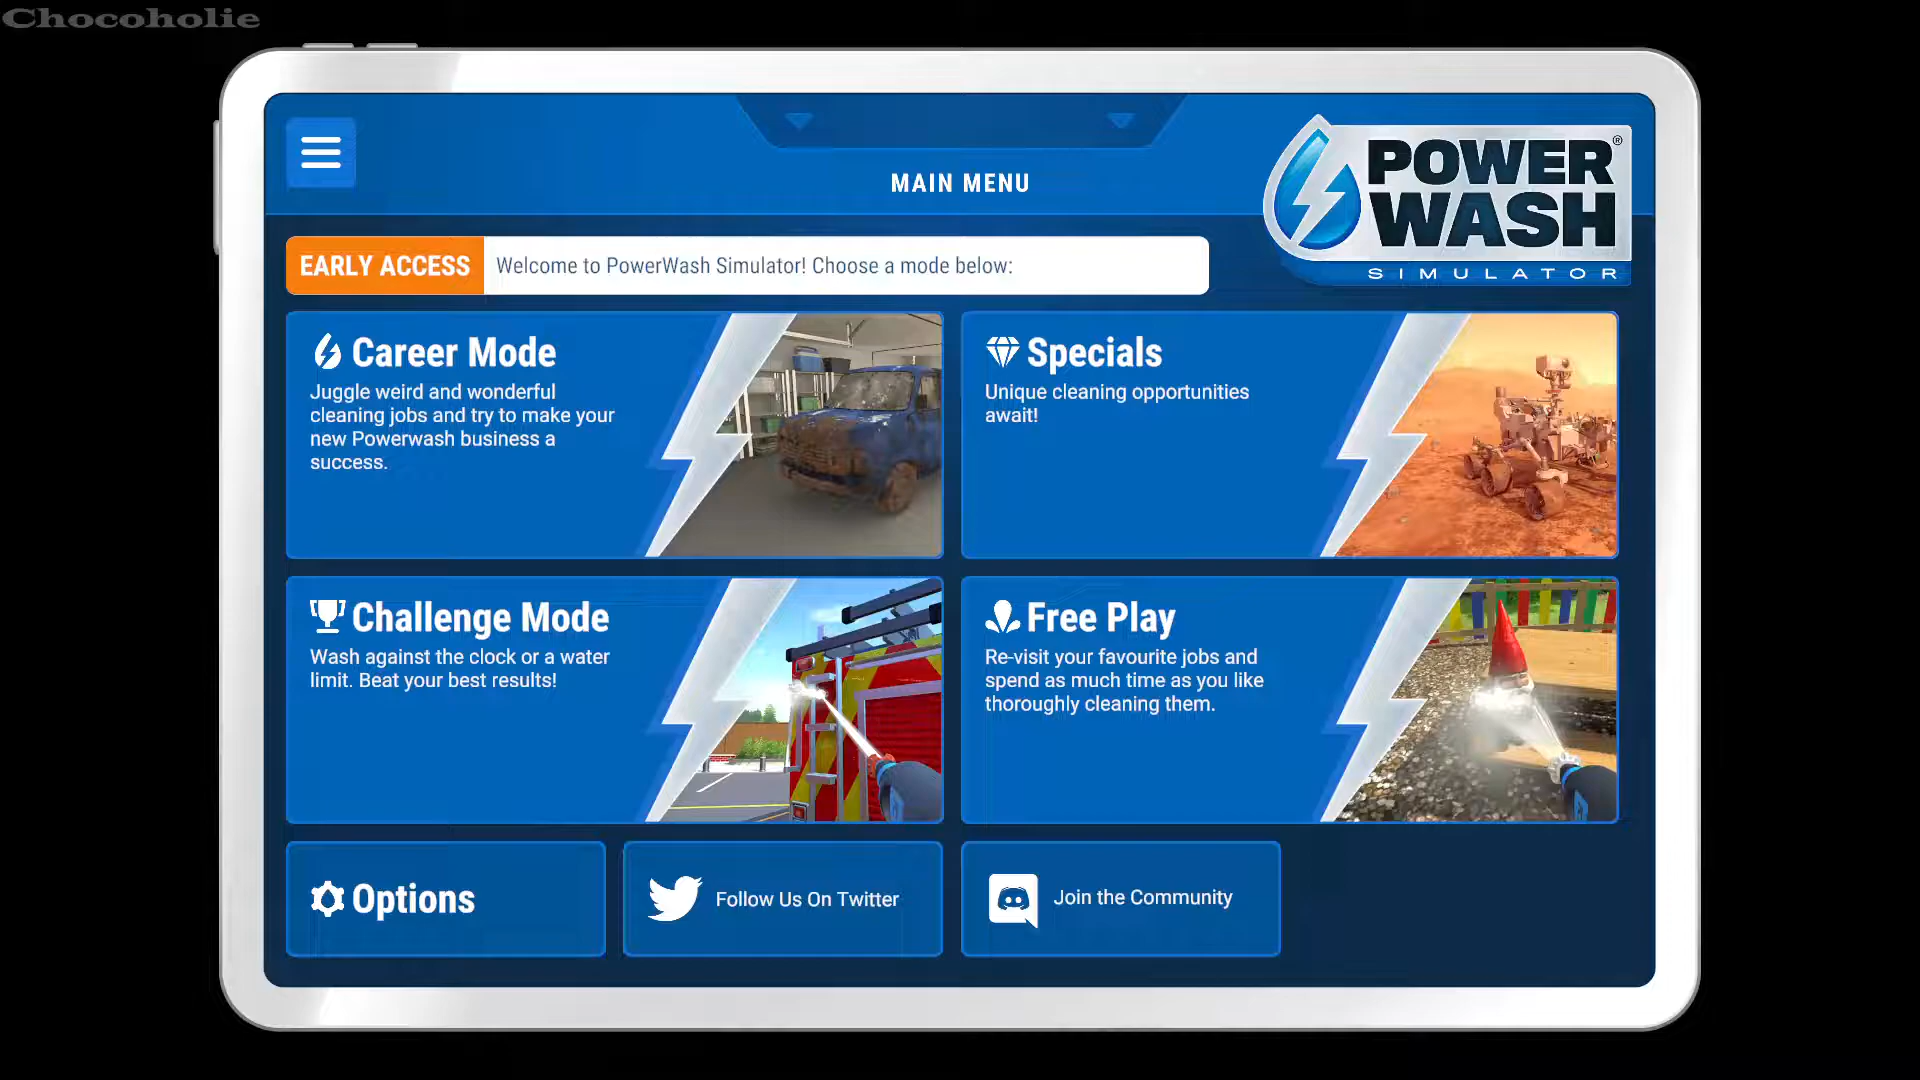 Chocoholie
MAIN MENU
POWER®
WASH
SIMULATOR
EARLY ACCESS Welcome to PowerWash Simulator! Choose a mode below:
Career Mode
Juggle weird and wonderful
cleaning jobs and try to make your
new Powerwash business a
success.
Specials
Unique cleaning opportunities
await!
Challenge Mode
Wash against the clock or a water
limit. Beat your best results!
Free Play
Re-visit your favourite jobs and
spend as much time as you like
thoroughly cleaning them.
Options
Follow Us On Twitter
Join the Community